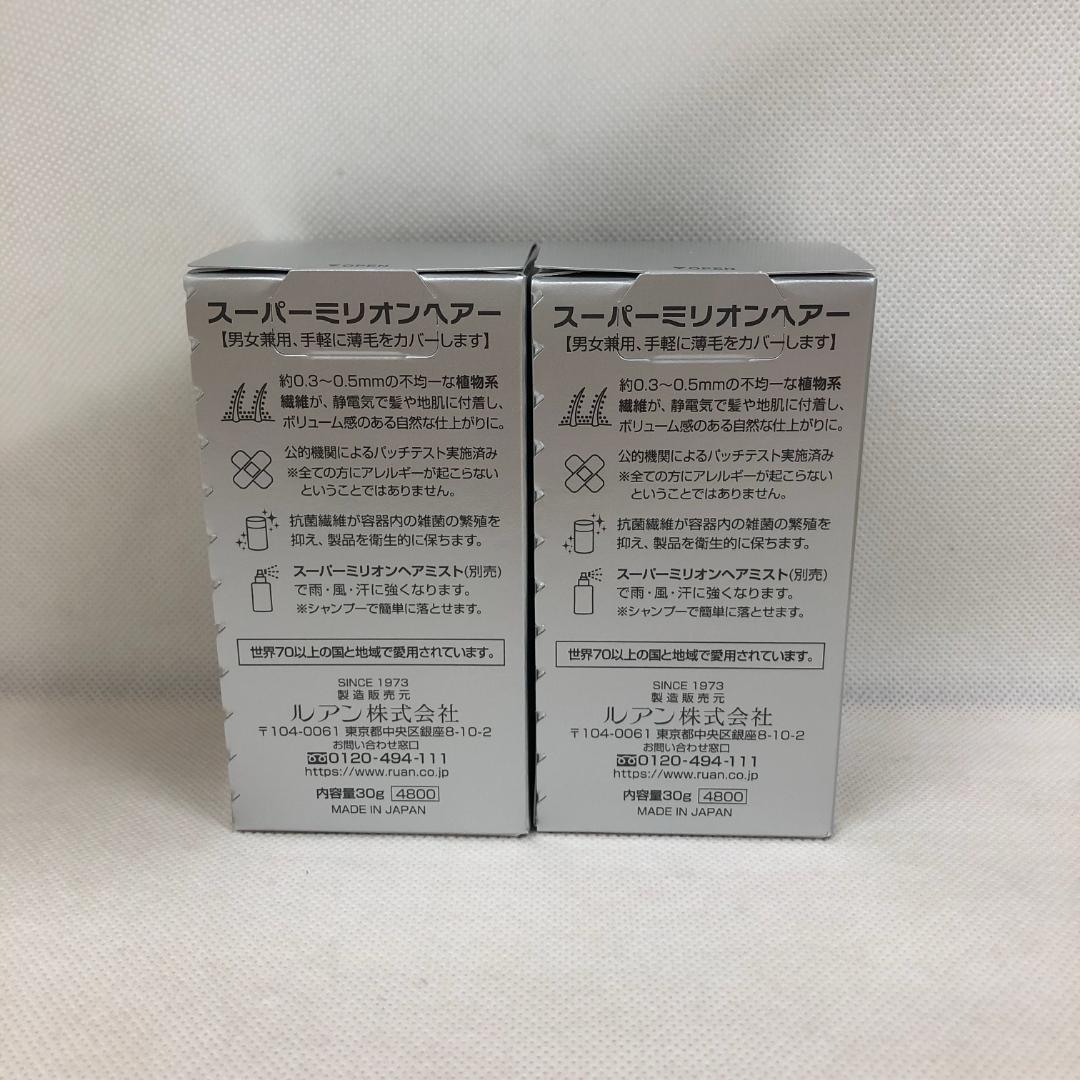 ▼OPEN
スーパーミリオンヘアー
【男女兼用、手軽に薄毛をカバーします】
約0.3〜0.5mmの不均一な植物系
繊維が、静電気で髪や地肌に付着し、
ボリューム感のある自然な仕上がりに。
公的機関によるパッチテスト実施済み
※全ての方にアレルギーが起こらない
ということではありません。
抗菌繊維が容器内の雑菌の繁殖を
抑え、製品を衛生的に保ちます。
スーパーミリオンヘアミスト(別売)
で雨・風・汗に強くなります。
※シャンプーで簡単に落とせます。
世界70以上の国と地域で愛用されています。
SINCE 1973
製造販売元
ルアン株式会社
〒104-0061 東京都中央区銀座8-10-2
お問い合わせ窓口
0120-494-111
https://www.ruan.co.jp
内容量30g 4800
MADE IN JAPAN
▼OPEN
スーパーミリオンヘアー
【男女兼用、手軽に薄毛をカバーします】
約0.3〜0.5mmの不均一な植物系
繊維が、静電気で髪や地肌に付着し、
ボリューム感のある自然な仕上がりに。
公的機関によるパッチテスト実施済み
※全ての方にアレルギーが起こらない
ということではありません。
抗菌繊維が容器内の雑菌の繁殖を
抑え、製品を衛生的に保ちます。
スーパーミリオンヘアミスト(別売)
で雨・風・汗に強くなります。
※シャンプーで簡単に落とせます。
世界70以上の国と地域で愛用されています。
SINCE 1973
製造販売元
ルアン株式会社
〒104-0061 東京都中央区銀座8-10-2
お問い合わせ窓口
0120-494-111
https://www.ruan.co.jp
内容量30g 4800
MADE IN JAPAN